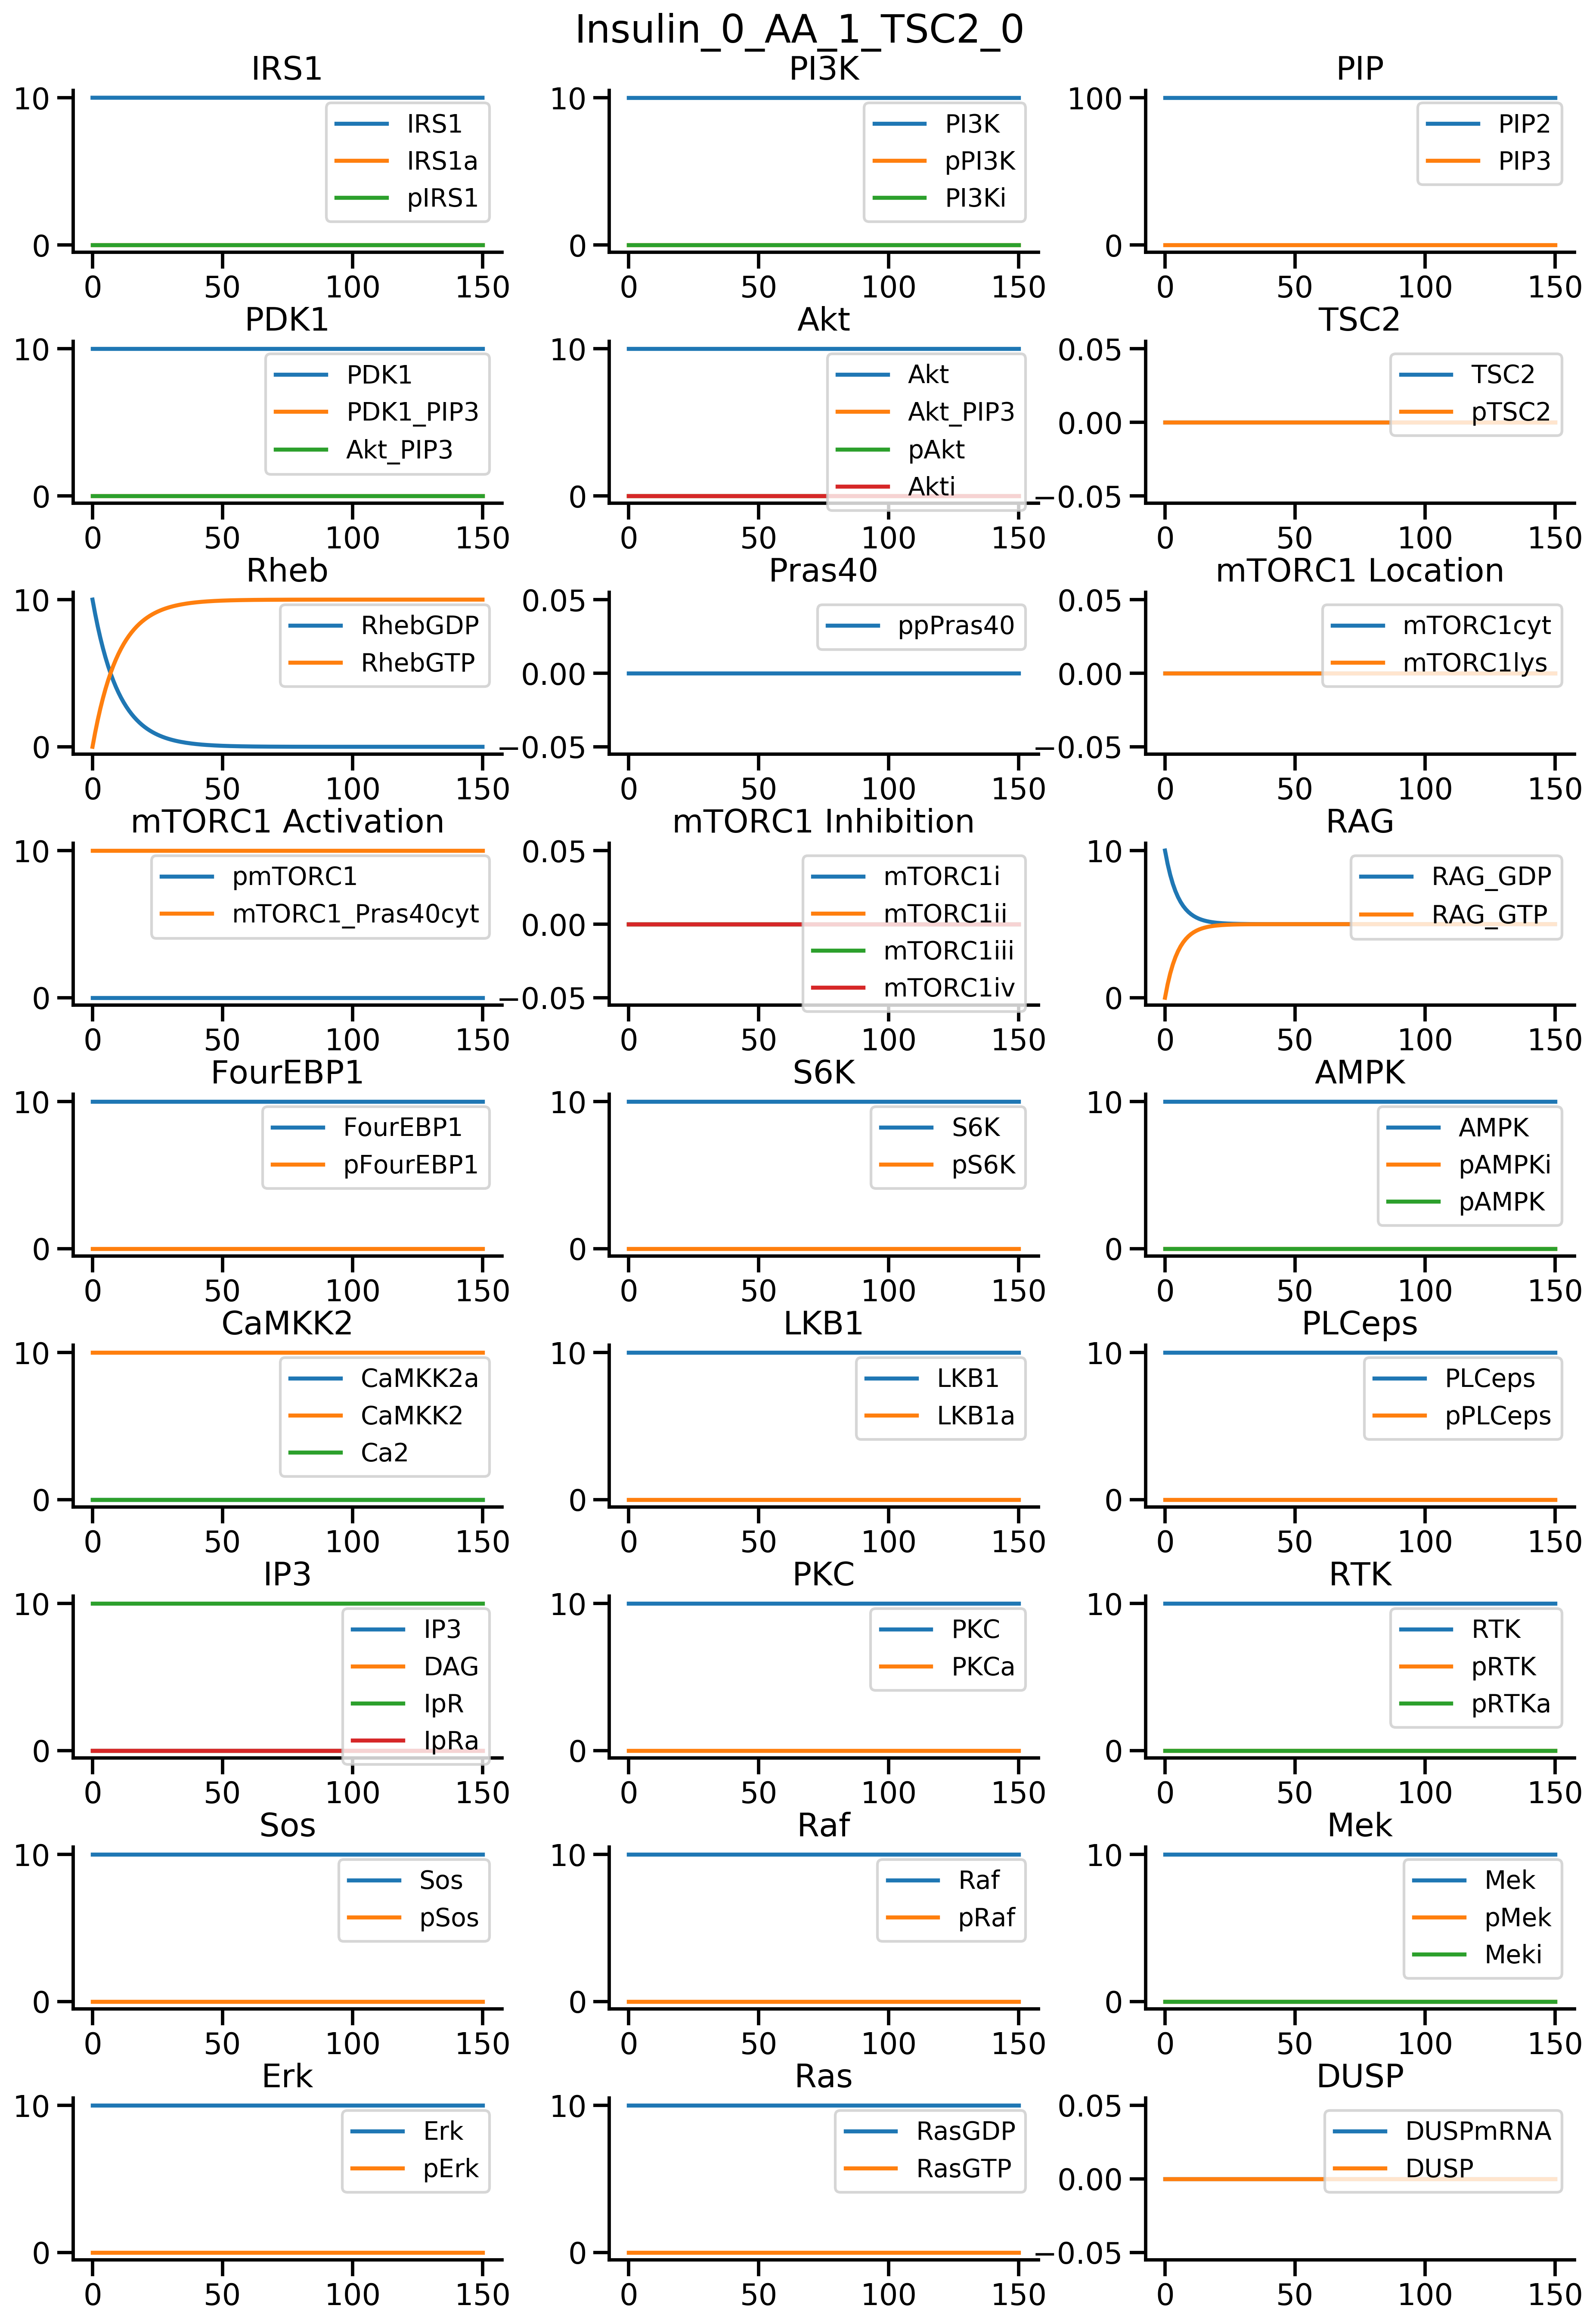 Insulin_0_AA_1_TSC2_0
IRS1
PI3K
PIP
10
0
IRS1
IRS1a
pIRS1
0 50 100 150
10
0
PI3K
pPI3K
PI3Ki
0 50 100 150
100
0
PIP2
PIP3
0 50 100 150
PDK1
Akt
TSC2
10
0
PDK1
PDK1_PIP3
Akt_PIP3
0 50 100 150
10
0
Akt
Akt_PIP3
pAkt
Akti
0 50 100 150
0.05
0.00
−0.05
TSC2
pTSC2
0 50 100 150
Rheb
Pras40
mTORC1 Location
10
0
RhebGDP
RhebGTP
0 50 100 150
0.05
0.00
−0.05
ppPras40
0 50 100 150
0.05
0.00
−0.05
mTORC1cyt
mTORC1lys
0 50 100 150
mTORC1 Activation
mTORC1 Inhibition
RAG
10
0
pmTORC1
mTORC1_Pras40cyt
0 50 100 150
0.05
0.00
−0.05
mTORC1i
mTORC1ii
mTORC1iii
mTORC1iv
0 50 100 150
10
0
RAG_GDP
RAG_GTP
0 50 100 150
FourEBP1
S6K
AMPK
10
0
FourEBP1
pFourEBP1
0 50 100 150
10
0
S6K
pS6K
0 50 100 150
10
0
AMPK
pAMPKi
pAMPK
0 50 100 150
CaMKK2
LKB1
PLCeps
10
0
CaMKK2a
CaMKK2
Ca2
0 50 100 150
10
0
LKB1
LKB1a
0 50 100 150
10
0
PLCeps
pPLCeps
0 50 100 150
IP3
PKC
RTK
10
0
IP3
DAG
IpR
IpRa
0 50 100 150
10
0
PKC
PKCa
0 50 100 150
10
0
RTK
pRTK
pRTKa
0 50 100 150
Sos
Raf
Mek
10
0
Sos
pSos
0 50 100 150
10
0
Raf
pRaf
0 50 100 150
10
0
Mek
pMek
Meki
0 50 100 150
Erk
Ras
DUSP
10
0
Erk
pErk
0 50 100 150
10
0
RasGDP
RasGTP
0 50 100 150
0.05
0.00
−0.05
DUSPmRNA
DUSP
0 50 100 150